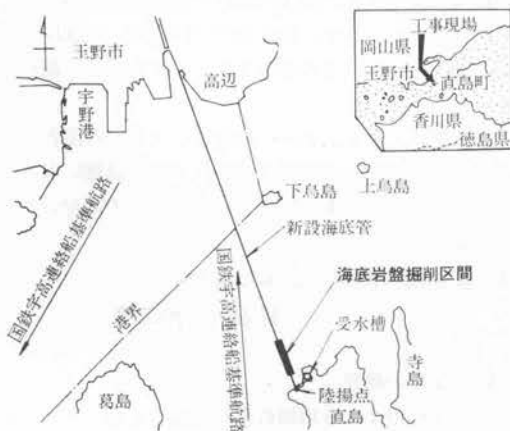 玉野市
高辺
宇野港
工事現場
岡山県
玉野市
直島町
香川県
徳島県
上烏島
下烏島
新設海底管
海底岩盤掘削区間
受水槽
国鉄宇高連絡船基準航路
港界
国鉄宇高連絡船基準航路
葛島
陸揚点
直島
寺島